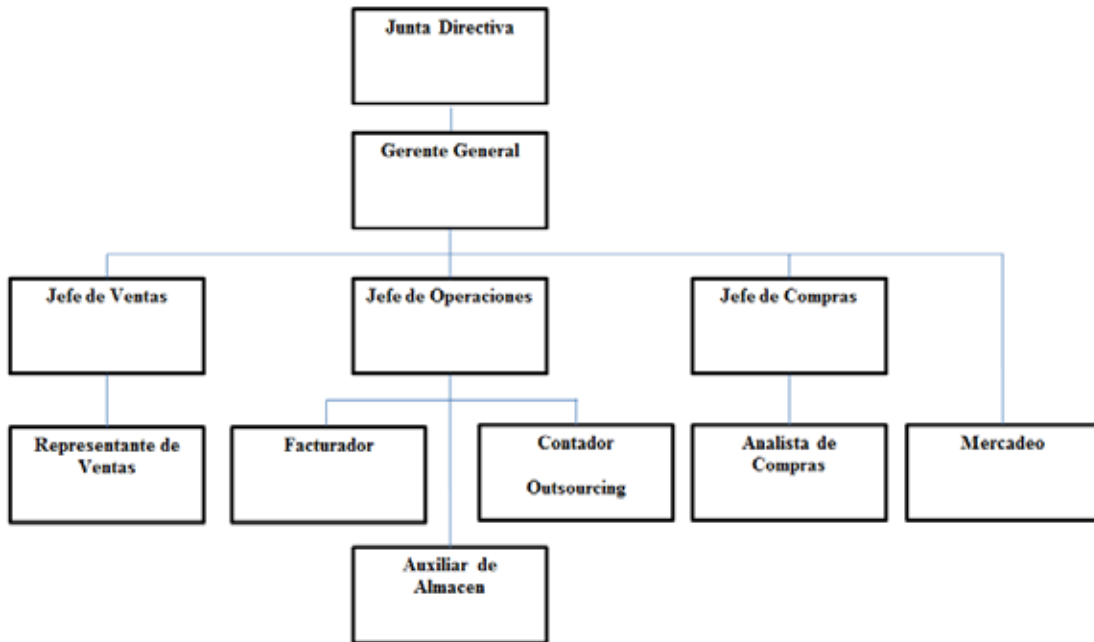 Junta Directiva
Gerente General
Jefe de Ventas
Jefe de Operaciones
Jefe de Compras
Representante de
Ventas
Facturador
Contador
Outsourcing
Analista de
Compras
Mercadeo
Auxiliar de
Almacen